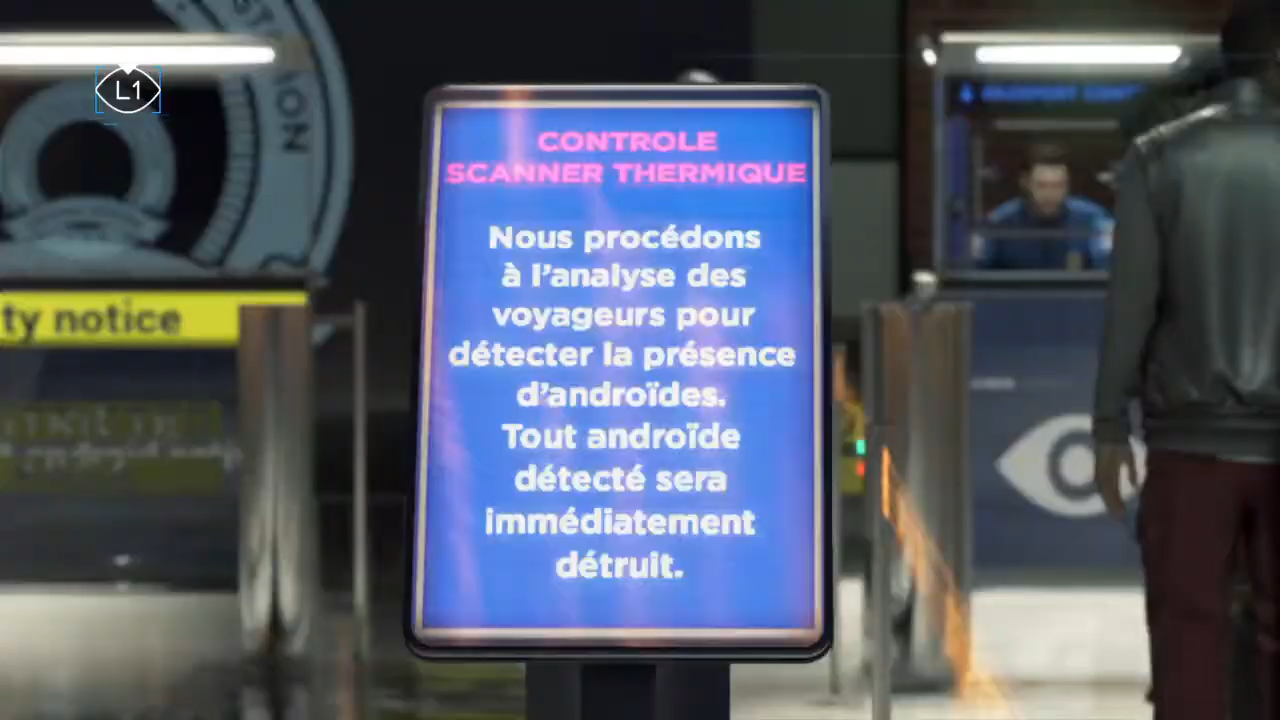 L1
CONTROLE
SCANNER THERMIQUE
Nous procédons
à l'analyse des
voyageurs pour
détecter la présence
d'androïdes.
Tout androïde
détecté sera
immédiatement
détruit.
ty notice